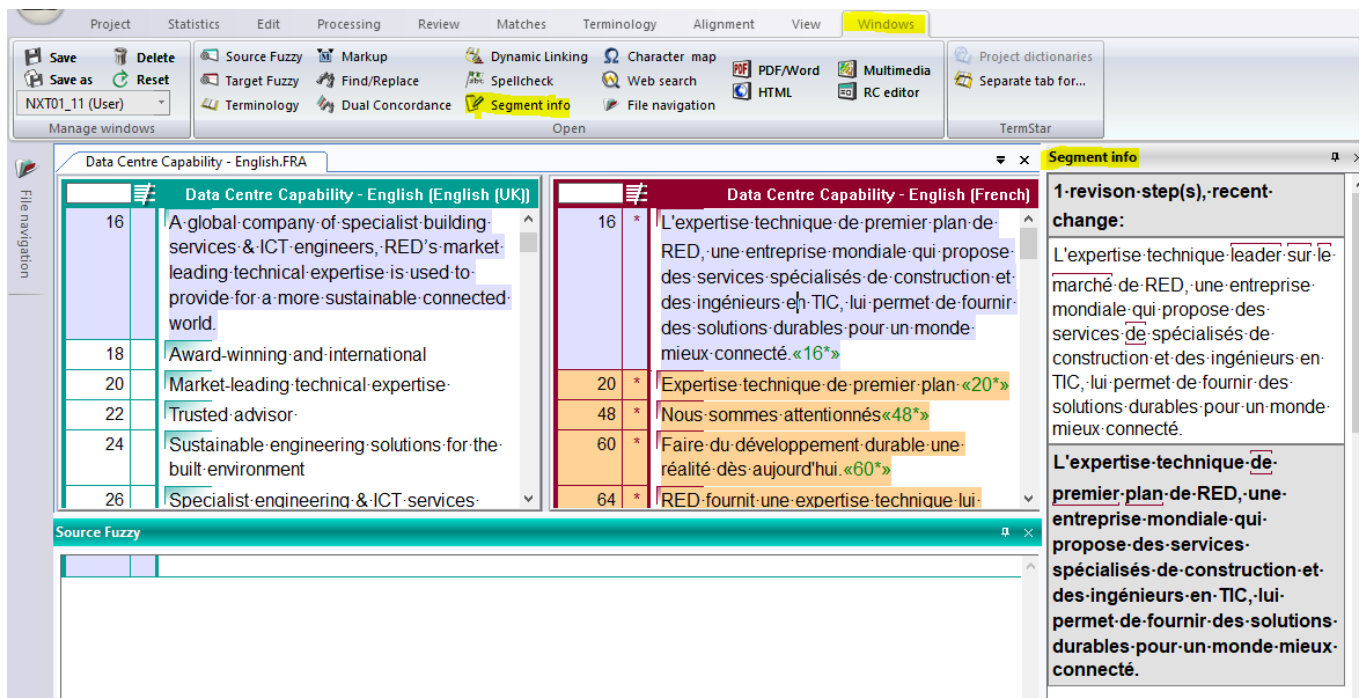 Project Statistics Edit Processing Review Matches Terminology Alignment View Windows
Save Delete
Save as Reset
NXT01_11 (User)
Manage windows
Source Fuzzy Markup Dynamic Linking Character map
Target Fuzzy Find/Replace Spellcheck Web search
Terminology Dual Concordance Segment info File navigation
PDF PDF/Word Multimedia
HTML RC editor
Open
Project dictionaries
Separate tab for...
TermStar
File navigation
Data Centre Capability - English.FRA
Data Centre Capability - English (English (UK))
16 A·global·company·of·specialist·building·
services·&·ICT·engineers,·RED's·market·
leading·technical·expertise·is·used·to·
provide·for·a·more·sustainable·connected·
world.
18 Award-winning·and·international
20 Market-leading·technical·expertise·
22 Trusted·advisor·
24 Sustainable·engineering·solutions·for·the·
built·environment
26 Specialist·engineering·&·ICT·services·
Data Centre Capability - English (French)
16 * L'expertise·technique·de·premier·plan·de·
RED,·une·entreprise·mondiale·qui·propose·
des·services·spécialisés·de·construction·et·
des·ingénieurs·en·TIC,·lui·permet·de·fournir·
des·solutions·durables·pour·un·monde·
mieux·connecté.«16*»
20 * Expertise·technique·de·premier·plan·«20*»
48 * Nous·sommes·attentionnés«48*»
60 * Faire·du·développement·durable·une·
réalité·dès·aujourd'hui.«60*»
64 * RED·fournit·une·expertise·technique·lui·
Source Fuzzy
Segment info
1·revison·step(s),·recent·
change:
L'expertise·technique·leader·sur·le·
marché·de·RED,·une·entreprise·
mondiale·qui·propose·des·
services·de·spécialisés·de·
construction·et·des·ingénieurs·en·
TIC,·lui·permet·de·fournir·des·
solutions·durables·pour·un·monde·
mieux·connecté.
L'expertise·technique·de·
premier·plan·de·RED,·une·
entreprise·mondiale·qui·
propose·des·services·
spécialisés·de·construction·et·
des·ingénieurs·en·TIC,·lui·
permet·de·fournir·des·solutions·
durables·pour·un·monde·mieux·
connecté.